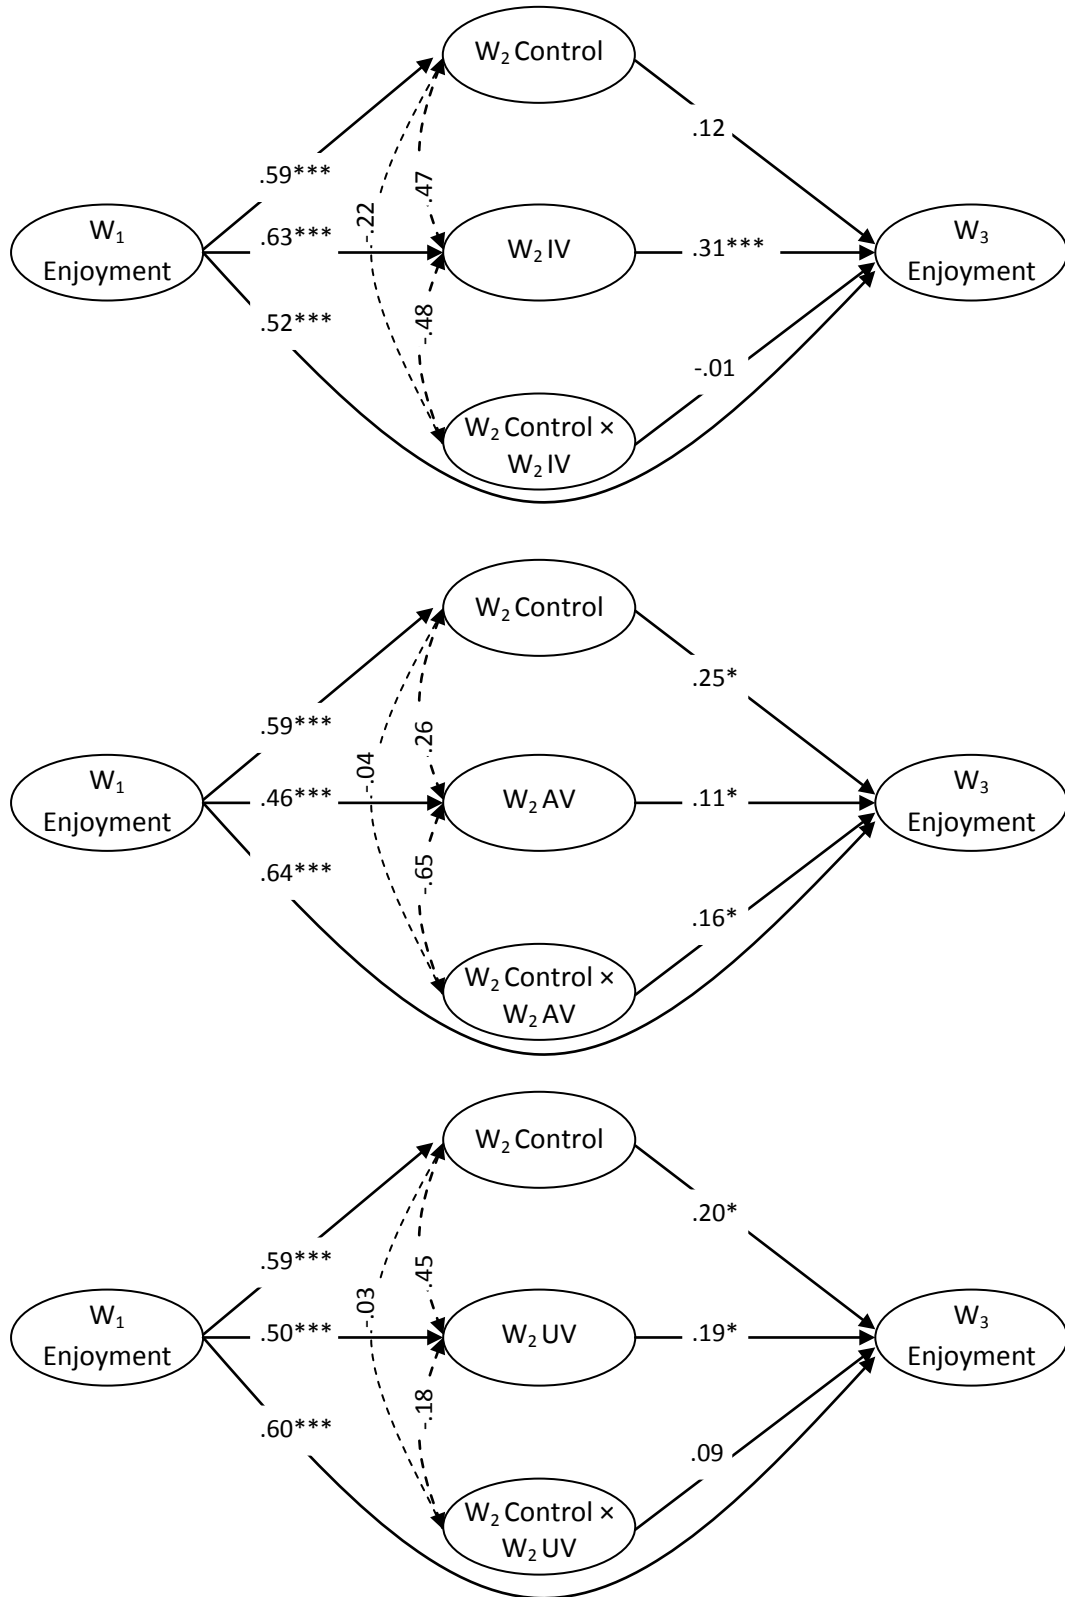 W₂ Control
.12
.59***
.47
-.22
W₁
Enjoyment
.63***
W₂ IV
.31***
W₃
Enjoyment
.52***
-.48
-.01
W₂ Control ×
W₂ IV
W₂ Control
.25*
.59***
.26
-.04
W₁
Enjoyment
.46***
W₂ AV
.11*
W₃
Enjoyment
.64***
-.65
.16*
W₂ Control ×
W₂ AV
W₂ Control
.20*
.59***
.45
-.03
W₁
Enjoyment
.50***
W₂ UV
.19*
W₃
Enjoyment
.60***
-.18
.09
W₂ Control ×
W₂ UV